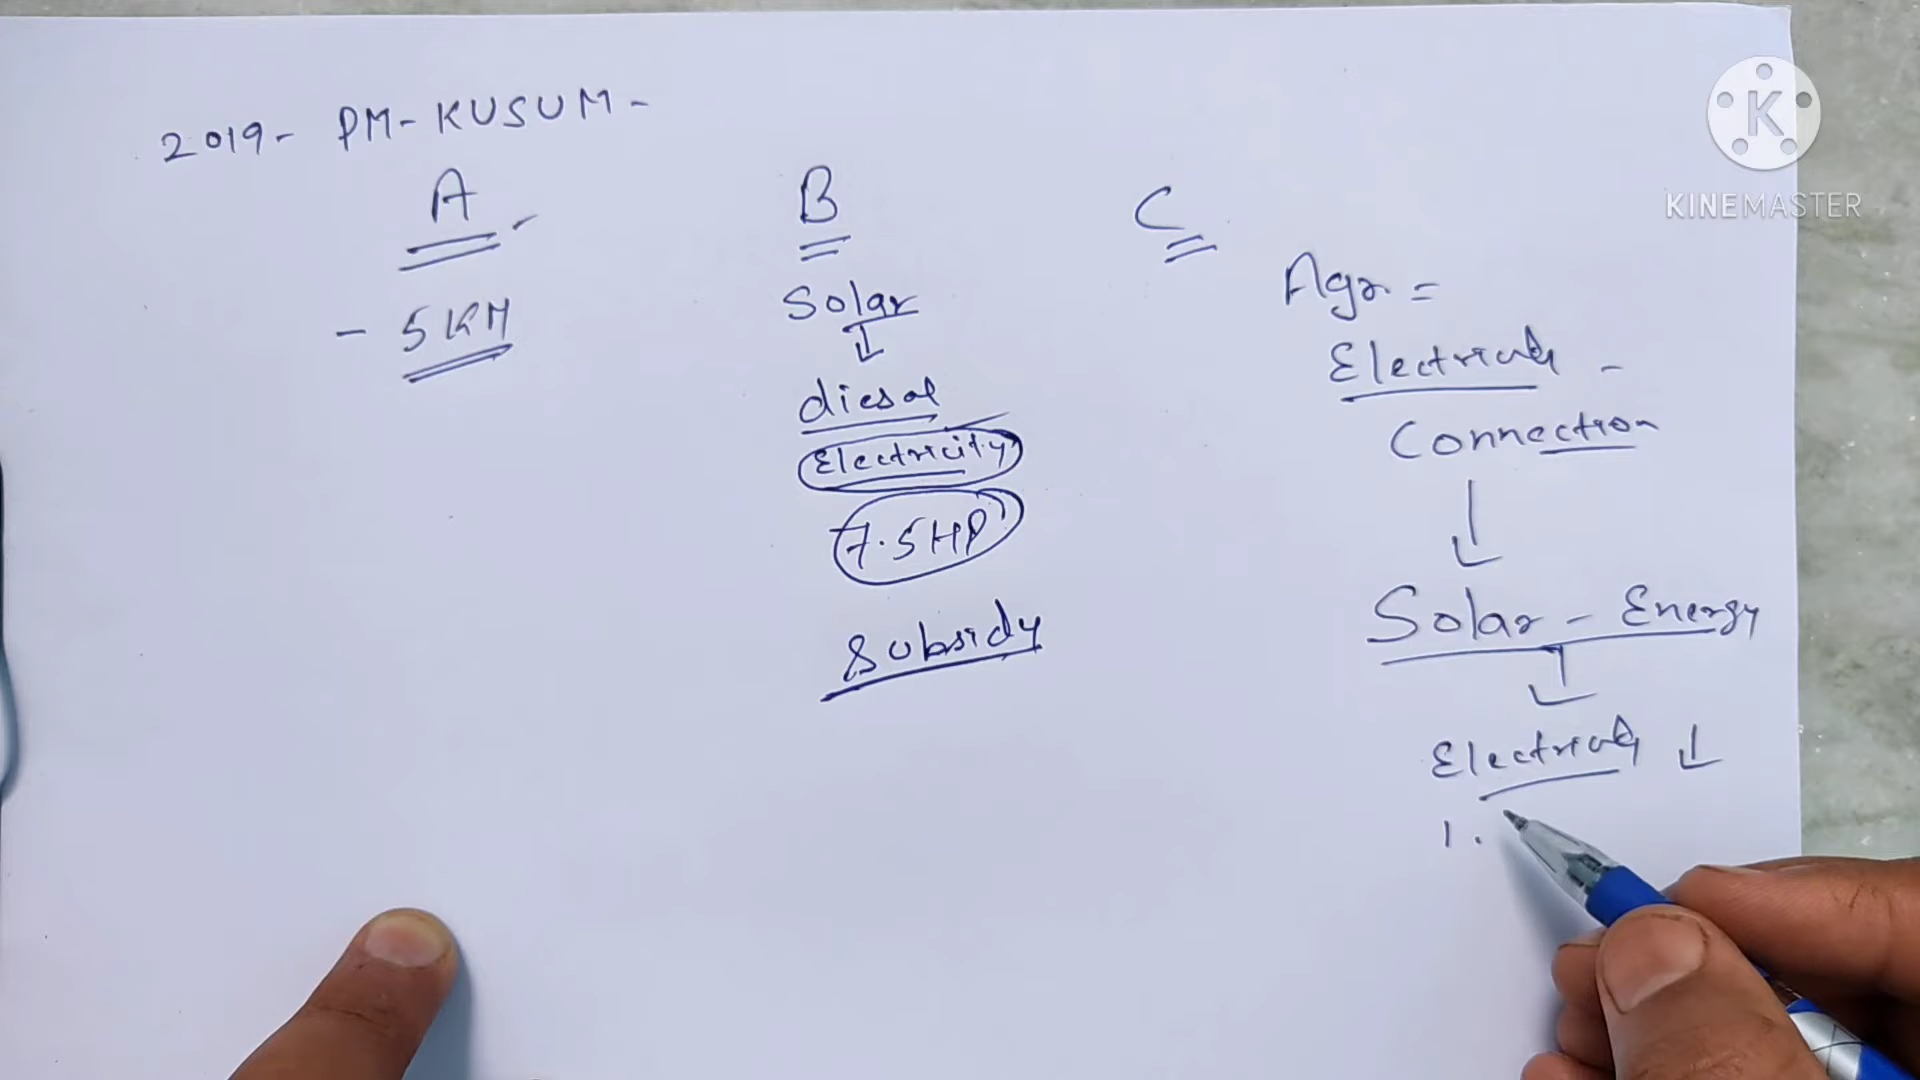 2019- PM-KUSUM-
A -
- 5KM
B
Solar
diesel
Electricity
7.5HP
Subsidy
C
Agr =
Electricity -
Connection
Solar - Energy
Electricity
1.
K
KINEMASTER